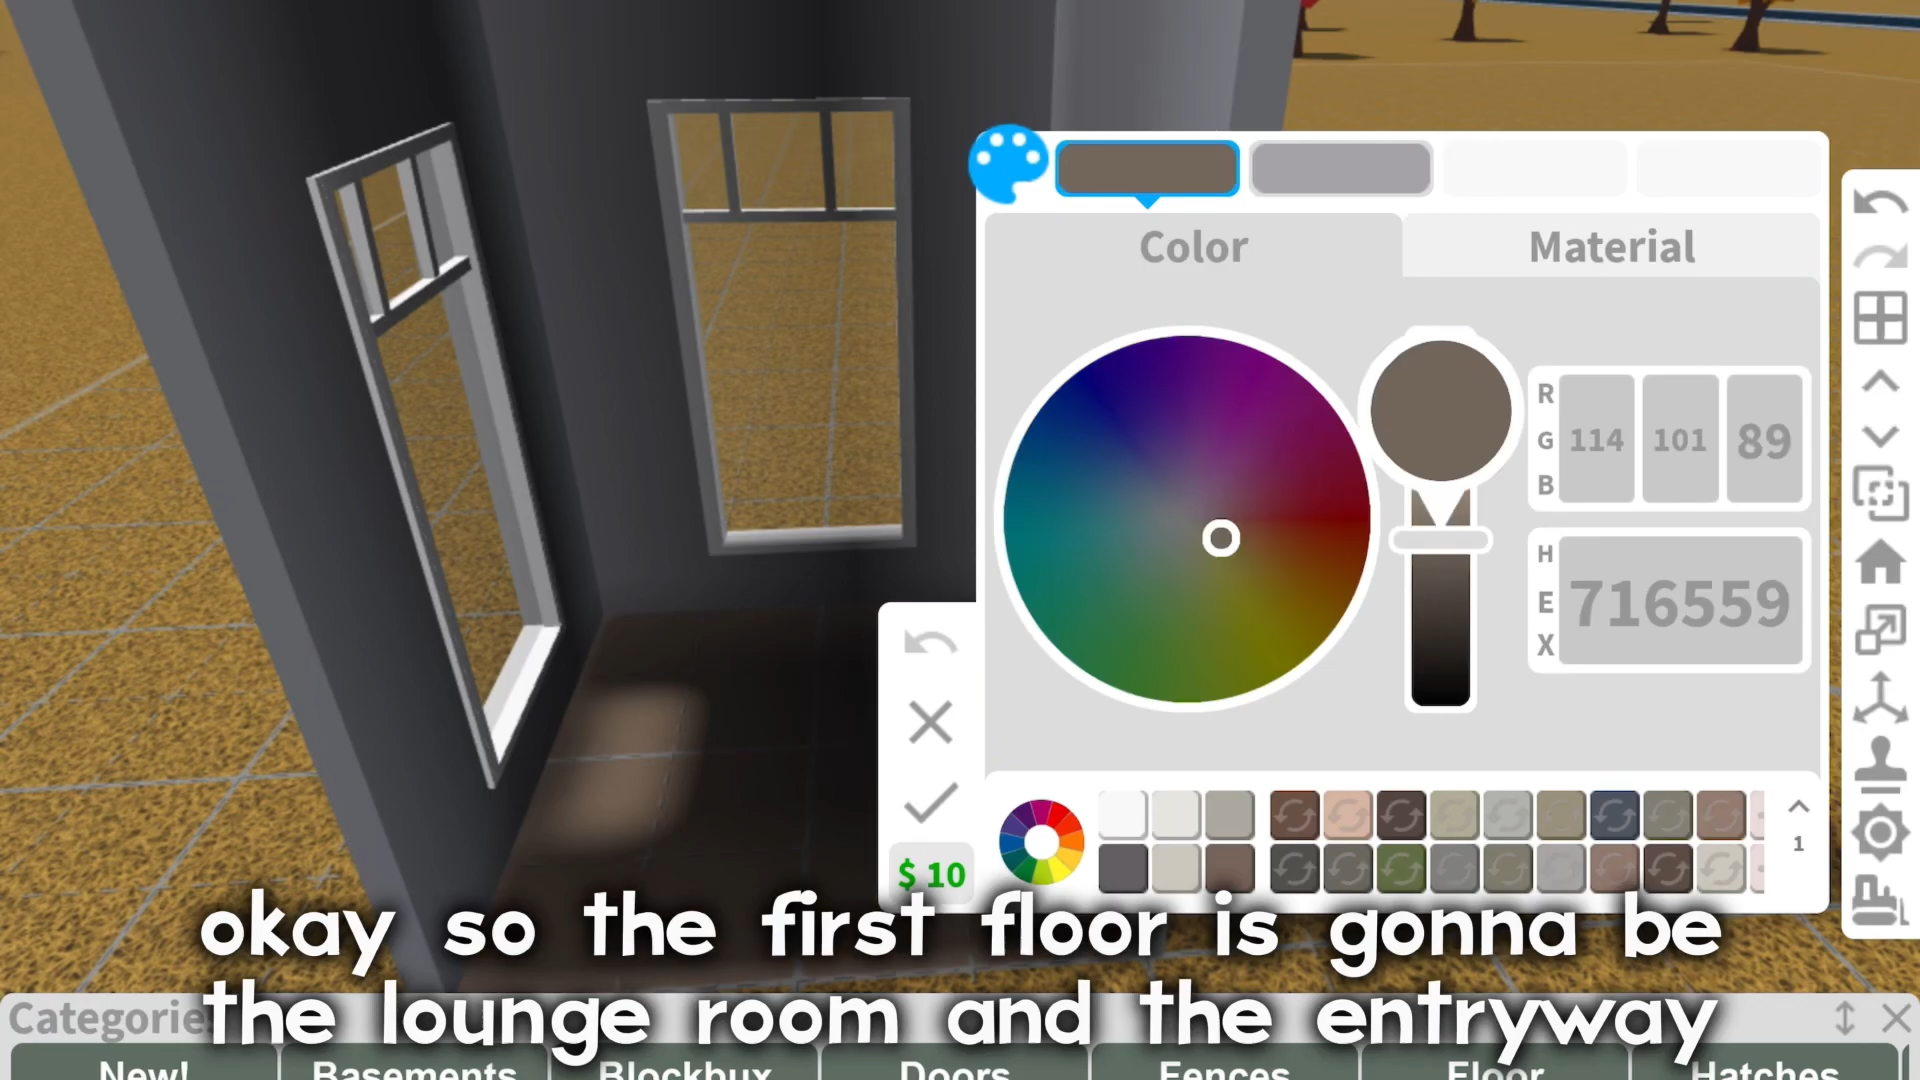 Color
Material
R
G
B
114
101
89
H
E
X
716559
$ 10
1
okay so the first floor is gonna be
the lounge room and the entryway
Categorie
New!
Basements
Blockbux
Doors
Fences
Floor
Hatches